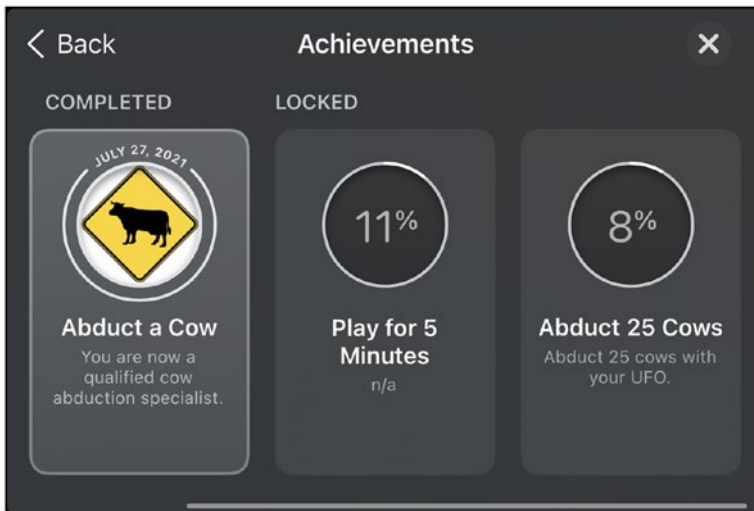 Back
Achievements
COMPLETED
LOCKED
JULY 27, 2021
Abduct a Cow
You are now a
qualified cow
abduction specialist.
11%
Play for 5
Minutes
n/a
8%
Abduct 25 Cows
Abduct 25 cows with
your UFO.